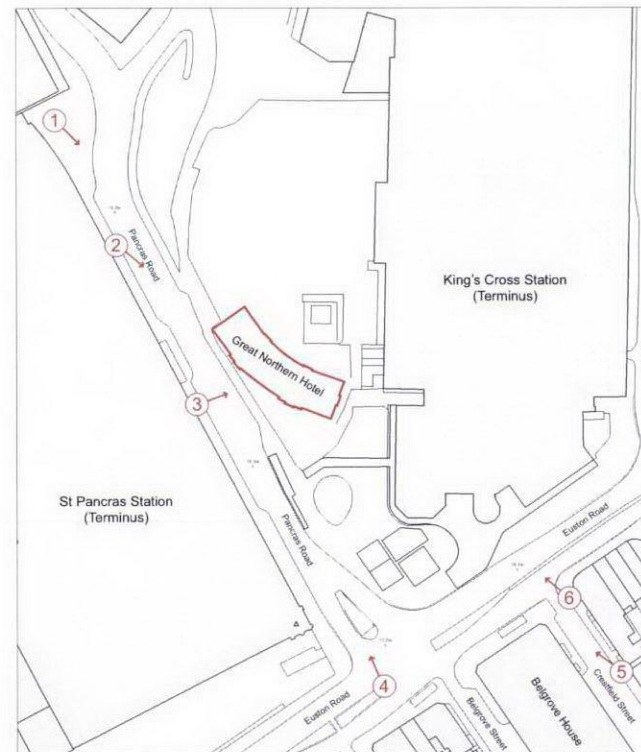 1
2
Pancras Road
King's Cross Station
(Terminus)
Great Northern Hotel
3
St Pancras Station
(Terminus)
Pancras Road
Euston Road
6
5
4
Crestfield Street
Belgrove House
Belgrove Street
Euston Road